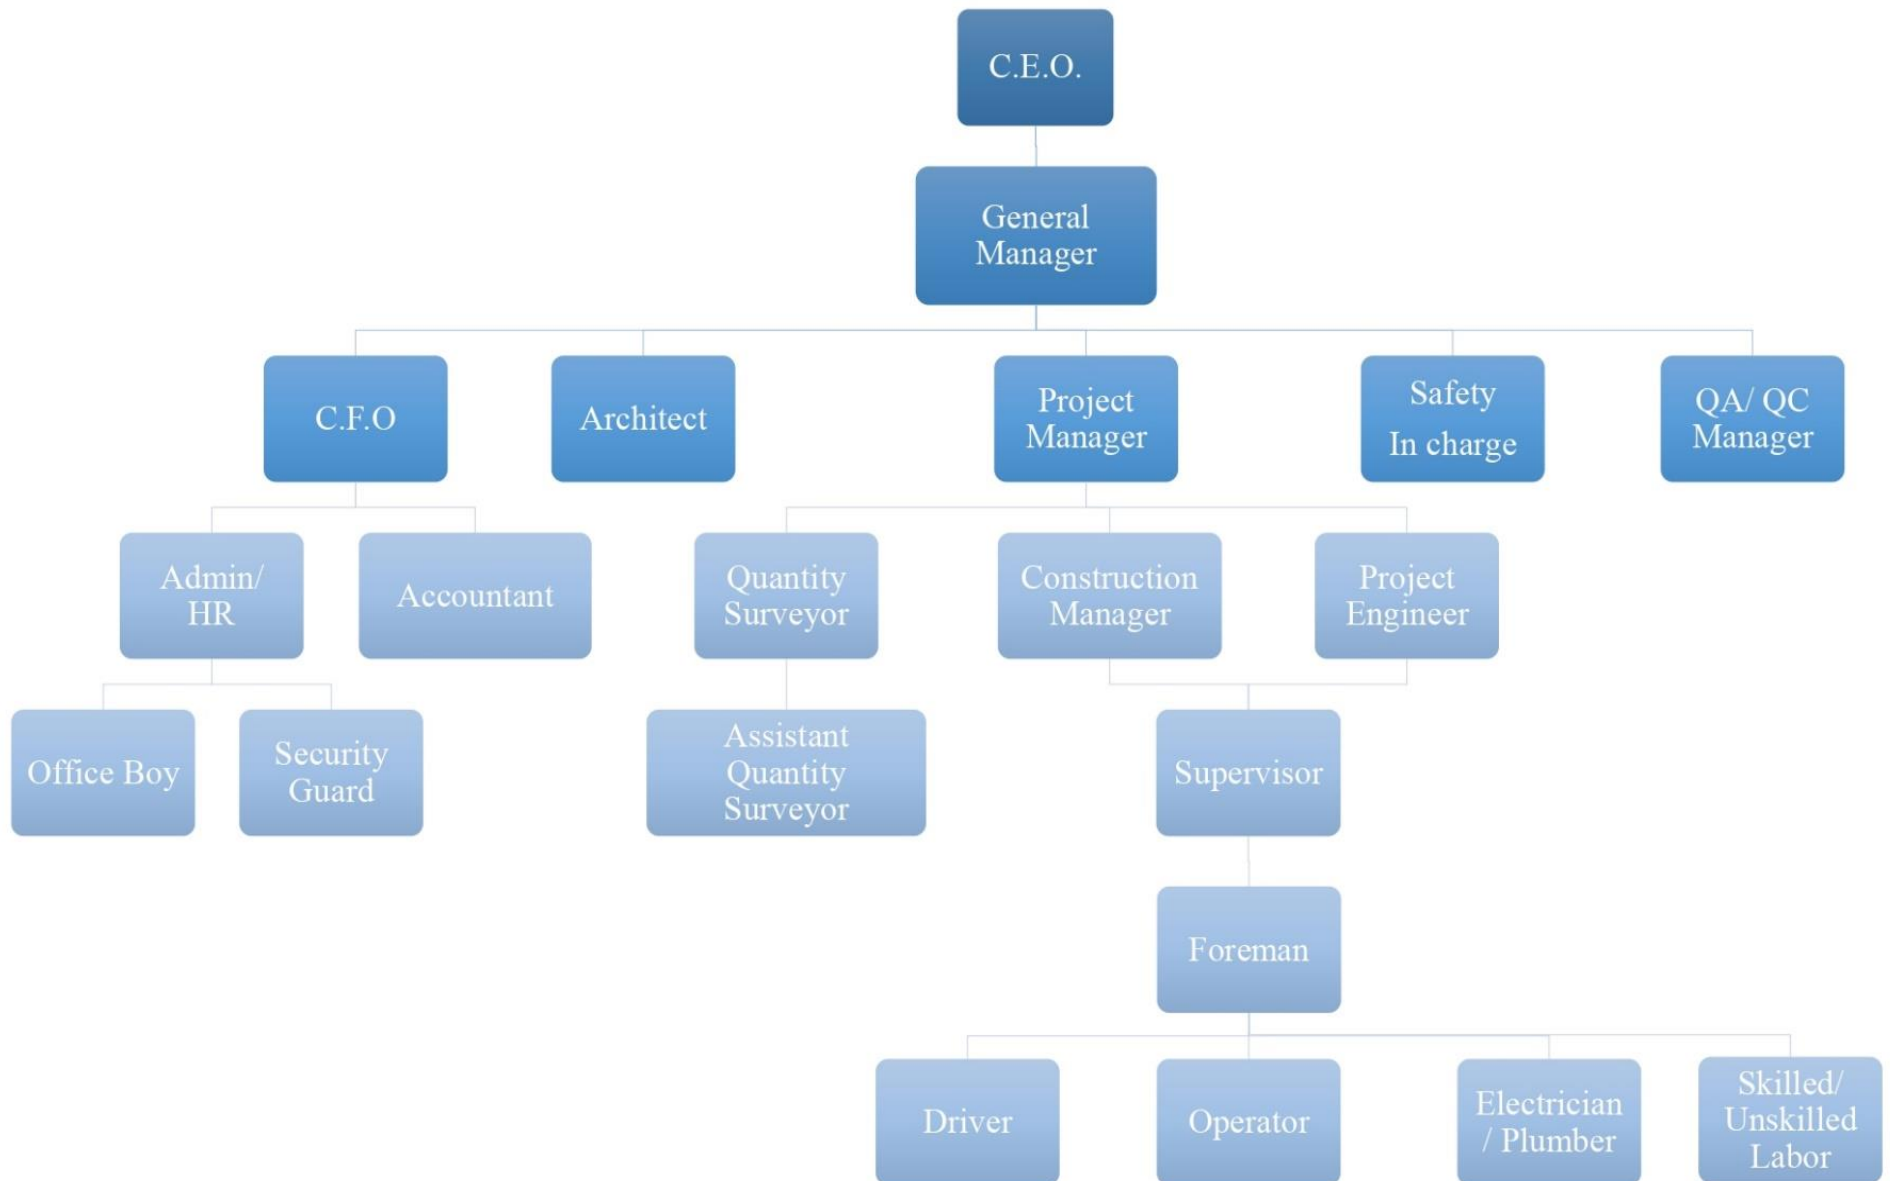 C.E.O.
General
Manager
C.F.O
Architect
Project
Manager
Safety
In charge
QA/ QC
Manager
Admin/
HR
Accountant
Quantity
Surveyor
Construction
Manager
Project
Engineer
Office Boy
Security
Guard
Assistant
Quantity
Surveyor
Supervisor
Foreman
Driver
Operator
Electrician
/ Plumber
Skilled/
Unskilled
Labor